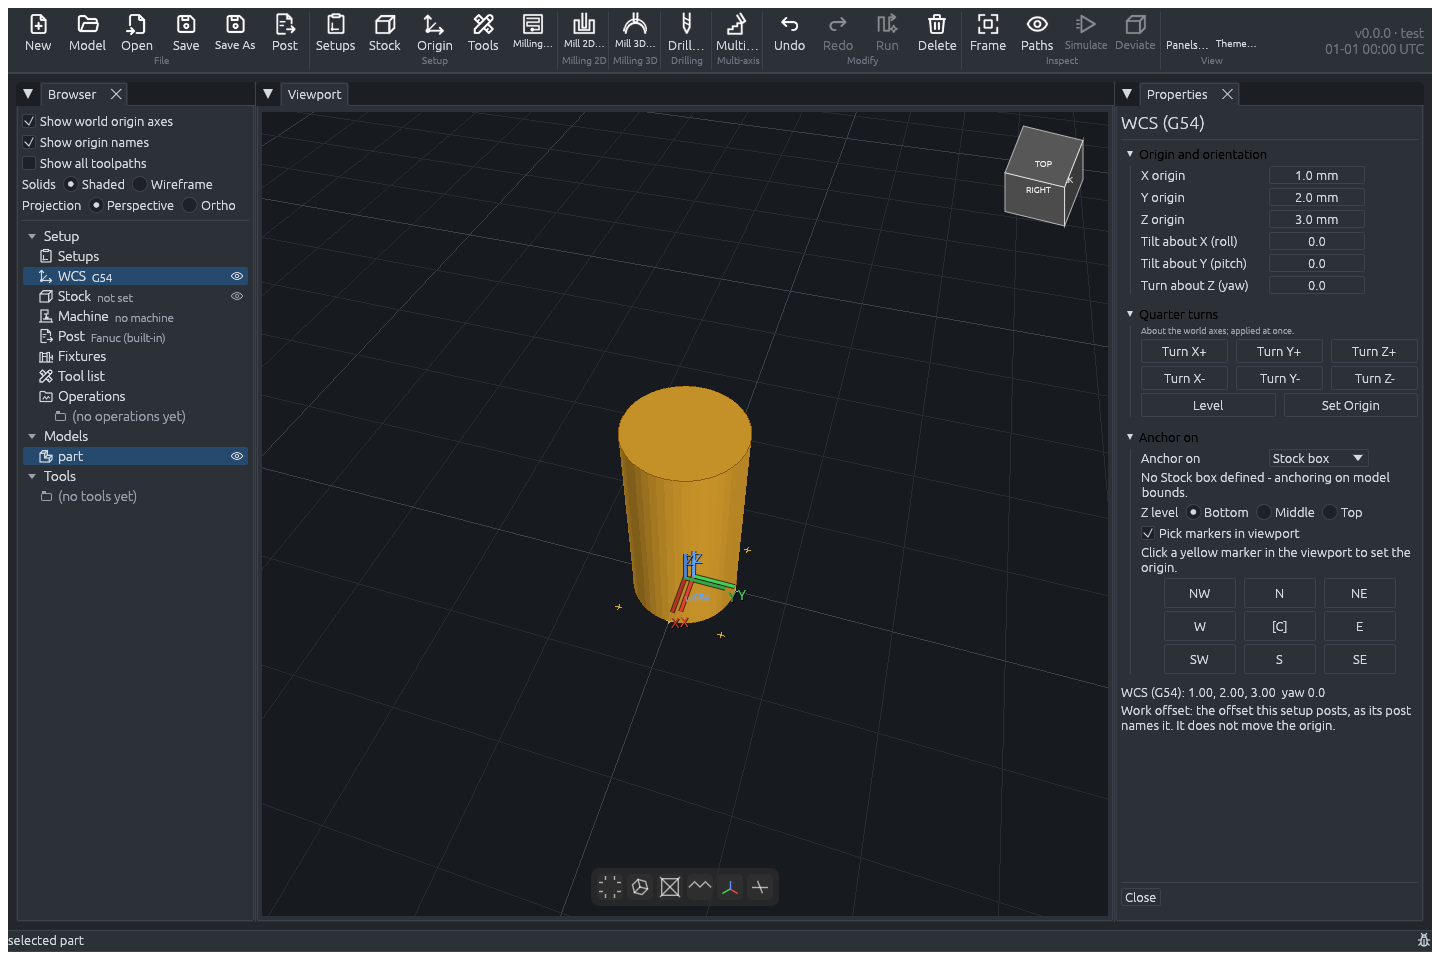 New Model Open Save Save As Post Setups Stock Origin Tools Milling... Mill 2D... Mill 3D... Drill... Multi... Undo Redo Run Delete Frame Paths Simulate Deviate Panels... Theme...
File Setup Milling 2D Milling 3D Drilling Multi-axis Modify Inspect View
v0.0.0 · test
01-01 00:00 UTC
Browser
Show world origin axes
Show origin names
Show all toolpaths
Solids Shaded Wireframe
Projection Perspective Ortho
Setup
Setups
WCS G54
Stock not set
Machine no machine
Post Fanuc (built-in)
Fixtures
Tool list
Operations
(no operations yet)
Models
part
Tools
(no tools yet)
Viewport
TOP
RIGHT
Z
Y Y
X X
Properties
WCS (G54)
Origin and orientation
X origin 1.0 mm
Y origin 2.0 mm
Z origin 3.0 mm
Tilt about X (roll) 0.0
Tilt about Y (pitch) 0.0
Turn about Z (yaw) 0.0
Quarter turns
About the world axes; applied at once.
Turn X+ Turn Y+ Turn Z+
Turn X- Turn Y- Turn Z-
Level Set Origin
Anchor on
Anchor on Stock box
No Stock box defined - anchoring on model
bounds.
Z level Bottom Middle Top
Pick markers in viewport
Click a yellow marker in the viewport to set the
origin.
NW N NE
W [C] E
SW S SE
WCS (G54): 1.00, 2.00, 3.00 yaw 0.0
Work offset: the offset this setup posts, as its post
names it. It does not move the origin.
Close
selected part